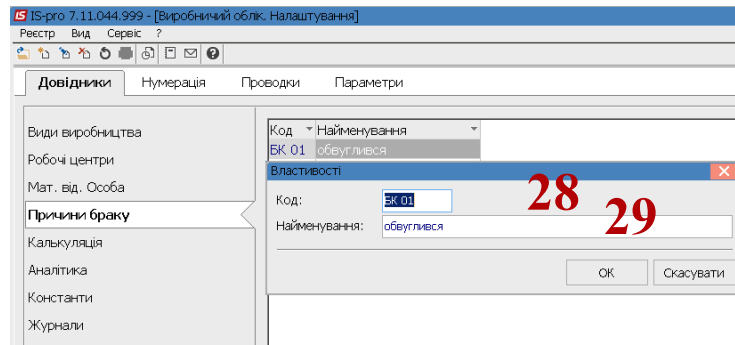 IS-pro 7.11.044.999 - [Виробничий облік. Налаштування]
Реєстр Вид Сервіс ?
Довідники Нумерація Проводки Параметри
Види виробництва
Робочі центри
Мат. від. Особа
Причини браку
Калькуляція
Аналітика
Константи
Журнали
Код Найменування
БК 01 обвуглився
Властивості
Код: БК 01 28
Найменування: обвуглився 29
ОК Скасувати